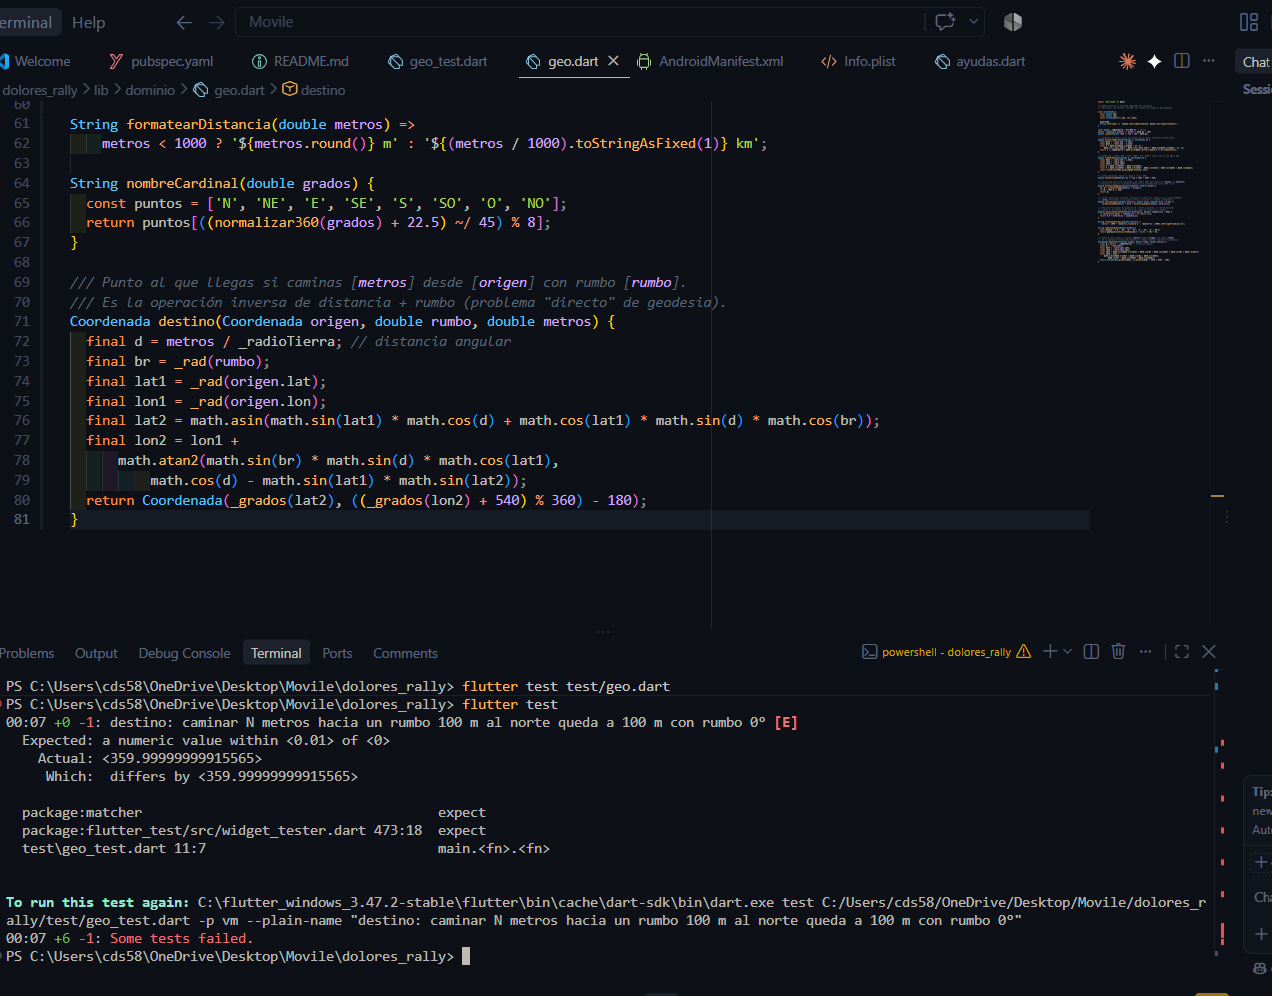 erminal Help Movile
Welcome pubspec.yaml README.md geo_test.dart geo.dart AndroidManifest.xml Info.plist ayudas.dart Chat
dolores_rally > lib > dominio > geo.dart > destino Sessi
60
61 String formatearDistancia(double metros) =>
62 metros < 1000 ? '${metros.round()} m' : '${(metros / 1000).toStringAsFixed(1)} km';
63
64 String nombreCardinal(double grados) {
65 const puntos = ['N', 'NE', 'E', 'SE', 'S', 'SO', 'O', 'NO'];
66 return puntos[((normalizar360(grados) + 22.5) ~/ 45) % 8];
67 }
68
69 /// Punto al que llegas si caminas [metros] desde [origen] con rumbo [rumbo].
70 /// Es la operación inversa de distancia + rumbo (problema "directo" de geodesia).
71 Coordenada destino(Coordenada origen, double rumbo, double metros) {
72 final d = metros / _radioTierra; // distancia angular
73 final br = _rad(rumbo);
74 final lat1 = _rad(origen.lat);
75 final lon1 = _rad(origen.lon);
76 final lat2 = math.asin(math.sin(lat1) * math.cos(d) + math.cos(lat1) * math.sin(d) * math.cos(br));
77 final lon2 = lon1 +
78 math.atan2(math.sin(br) * math.sin(d) * math.cos(lat1),
79 math.cos(d) - math.sin(lat1) * math.sin(lat2));
80 return Coordenada(_grados(lat2), ((_grados(lon2) + 540) % 360) - 180);
81 }
Problems Output Debug Console Terminal Ports Comments powershell - dolores_rally
PS C:\Users\cds58\OneDrive\Desktop\Movile\dolores_rally> flutter test test/geo.dart
PS C:\Users\cds58\OneDrive\Desktop\Movile\dolores_rally> flutter test
00:07 +0 -1: destino: caminar N metros hacia un rumbo 100 m al norte queda a 100 m con rumbo 0° [E]
Expected: a numeric value within <0.01> of <0>
Actual: <359.99999999915565>
Which: differs by <359.99999999915565>
package:matcher expect
package:flutter_test/src/widget_tester.dart 473:18 expect
test\geo_test.dart 11:7 main.<fn>.<fn>
To run this test again: C:\flutter_windows_3.47.2-stable\flutter\bin\cache\dart-sdk\bin\dart.exe test C:/Users/cds58/OneDrive/Desktop/Movile/dolores_r
ally/test/geo_test.dart -p vm --plain-name "destino: caminar N metros hacia un rumbo 100 m al norte queda a 100 m con rumbo 0°"
00:07 +6 -1: Some tests failed.
PS C:\Users\cds58\OneDrive\Desktop\Movile\dolores_rally>
Tip:
new
Auto
Cha